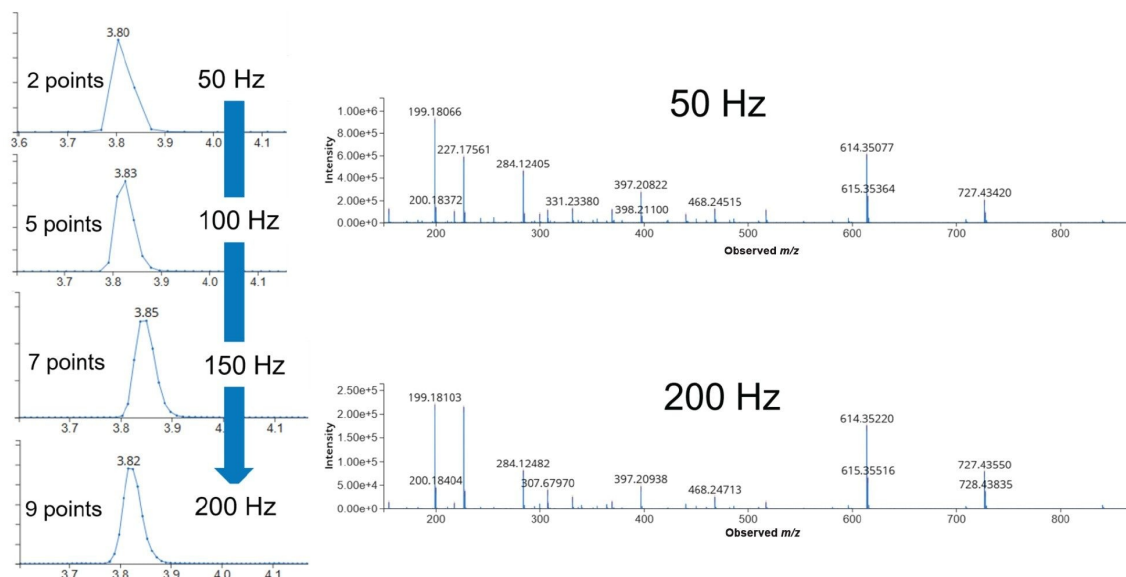 3.80
2 points
50 Hz
3.6 3.7 3.8 3.9 4.0 4.1
3.83
5 points
100 Hz
3.7 3.8 3.9 4.0 4.1
3.85
7 points
150 Hz
3.7 3.8 3.9 4.0 4.1
3.82
9 points
200 Hz
3.7 3.8 3.9 4.0 4.1
50 Hz
Intensity
1.00e+6
8.00e+5
6.00e+5
4.00e+5
2.00e+5
0.00e+0
199.18066
227.17561
284.12405
200.18372
331.23380
397.20822
398.21100
468.24515
614.35077
615.35364
727.43420
200 300 400 500 600 700 800
Observed m/z
200 Hz
Intensity
2.50e+5
2.00e+5
1.50e+5
1.00e+5
5.00e+4
0.00e+0
199.18103
284.12482
200.18404
307.67970
397.20938
468.24713
614.35220
615.35516
727.43550
728.43835
200 300 400 500 600 700 800
Observed m/z